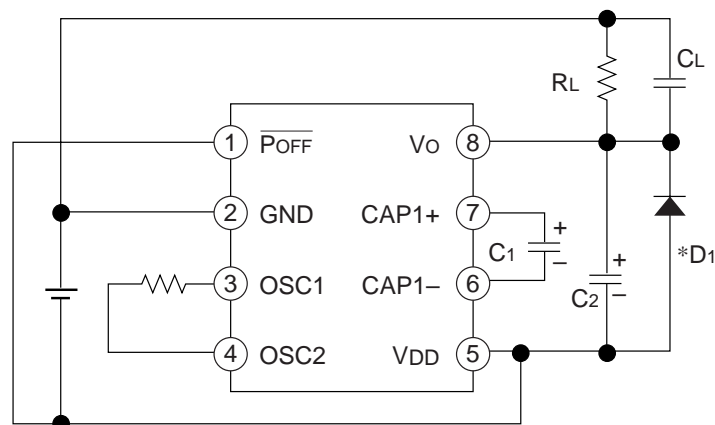 CL
RL
1 POFF
VO 8
2 GND
CAP1+ 7
+
C1
–
*D1
3 OSC1
CAP1– 6
+
C2 –
4 OSC2
VDD 5